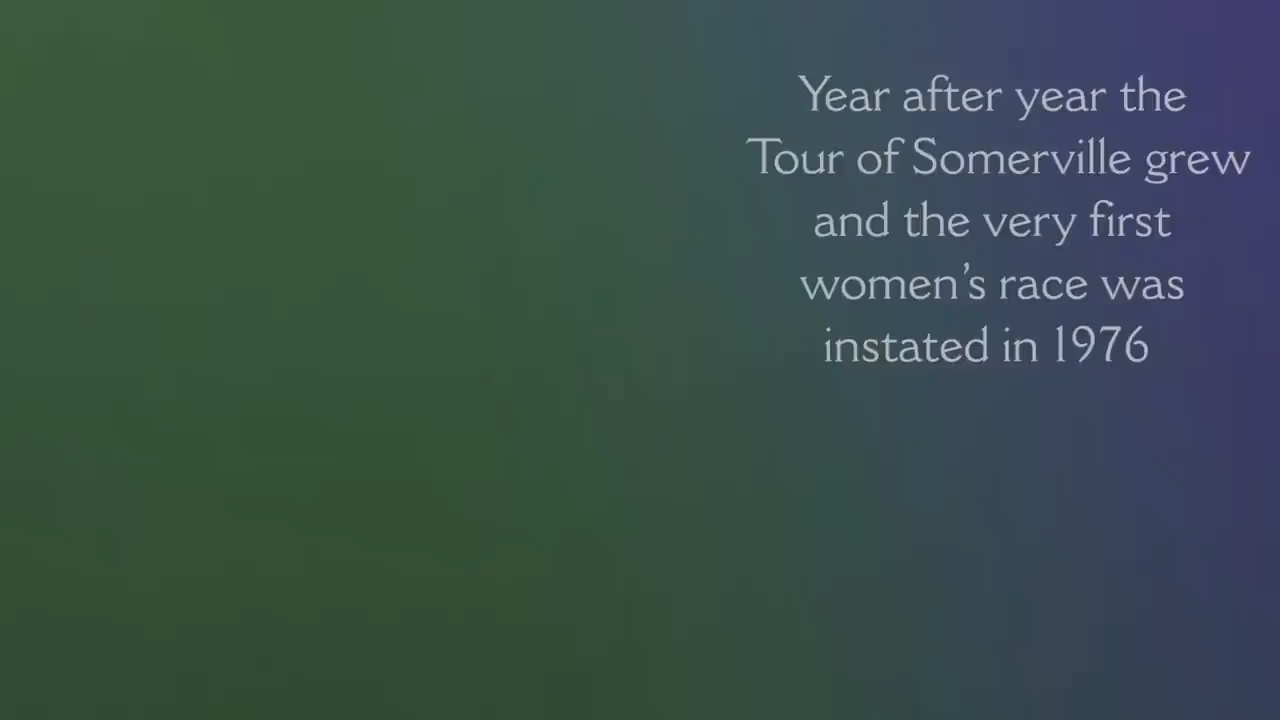 Year after year the
Tour of Somerville grew
and the very first
women’s race was
instated in 1976